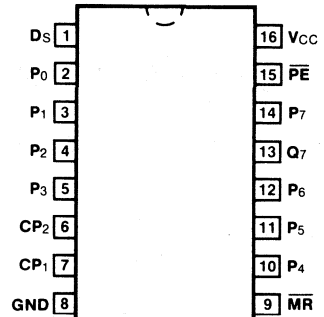 DS 1 16 VCC
P0 2 15 PE
P1 3 14 P7
P2 4 13 Q7
P3 5 12 P6
CP2 6 11 P5
CP1 7 10 P4
GND 8 9 MR